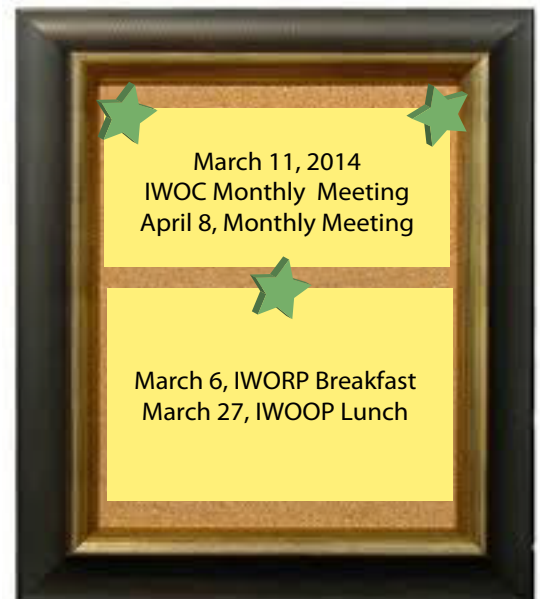 March 11, 2014
IWOC Monthly  Meeting
April 8, Monthly Meeting
March 6, IWORP Breakfast
March 27, IWOOP Lunch